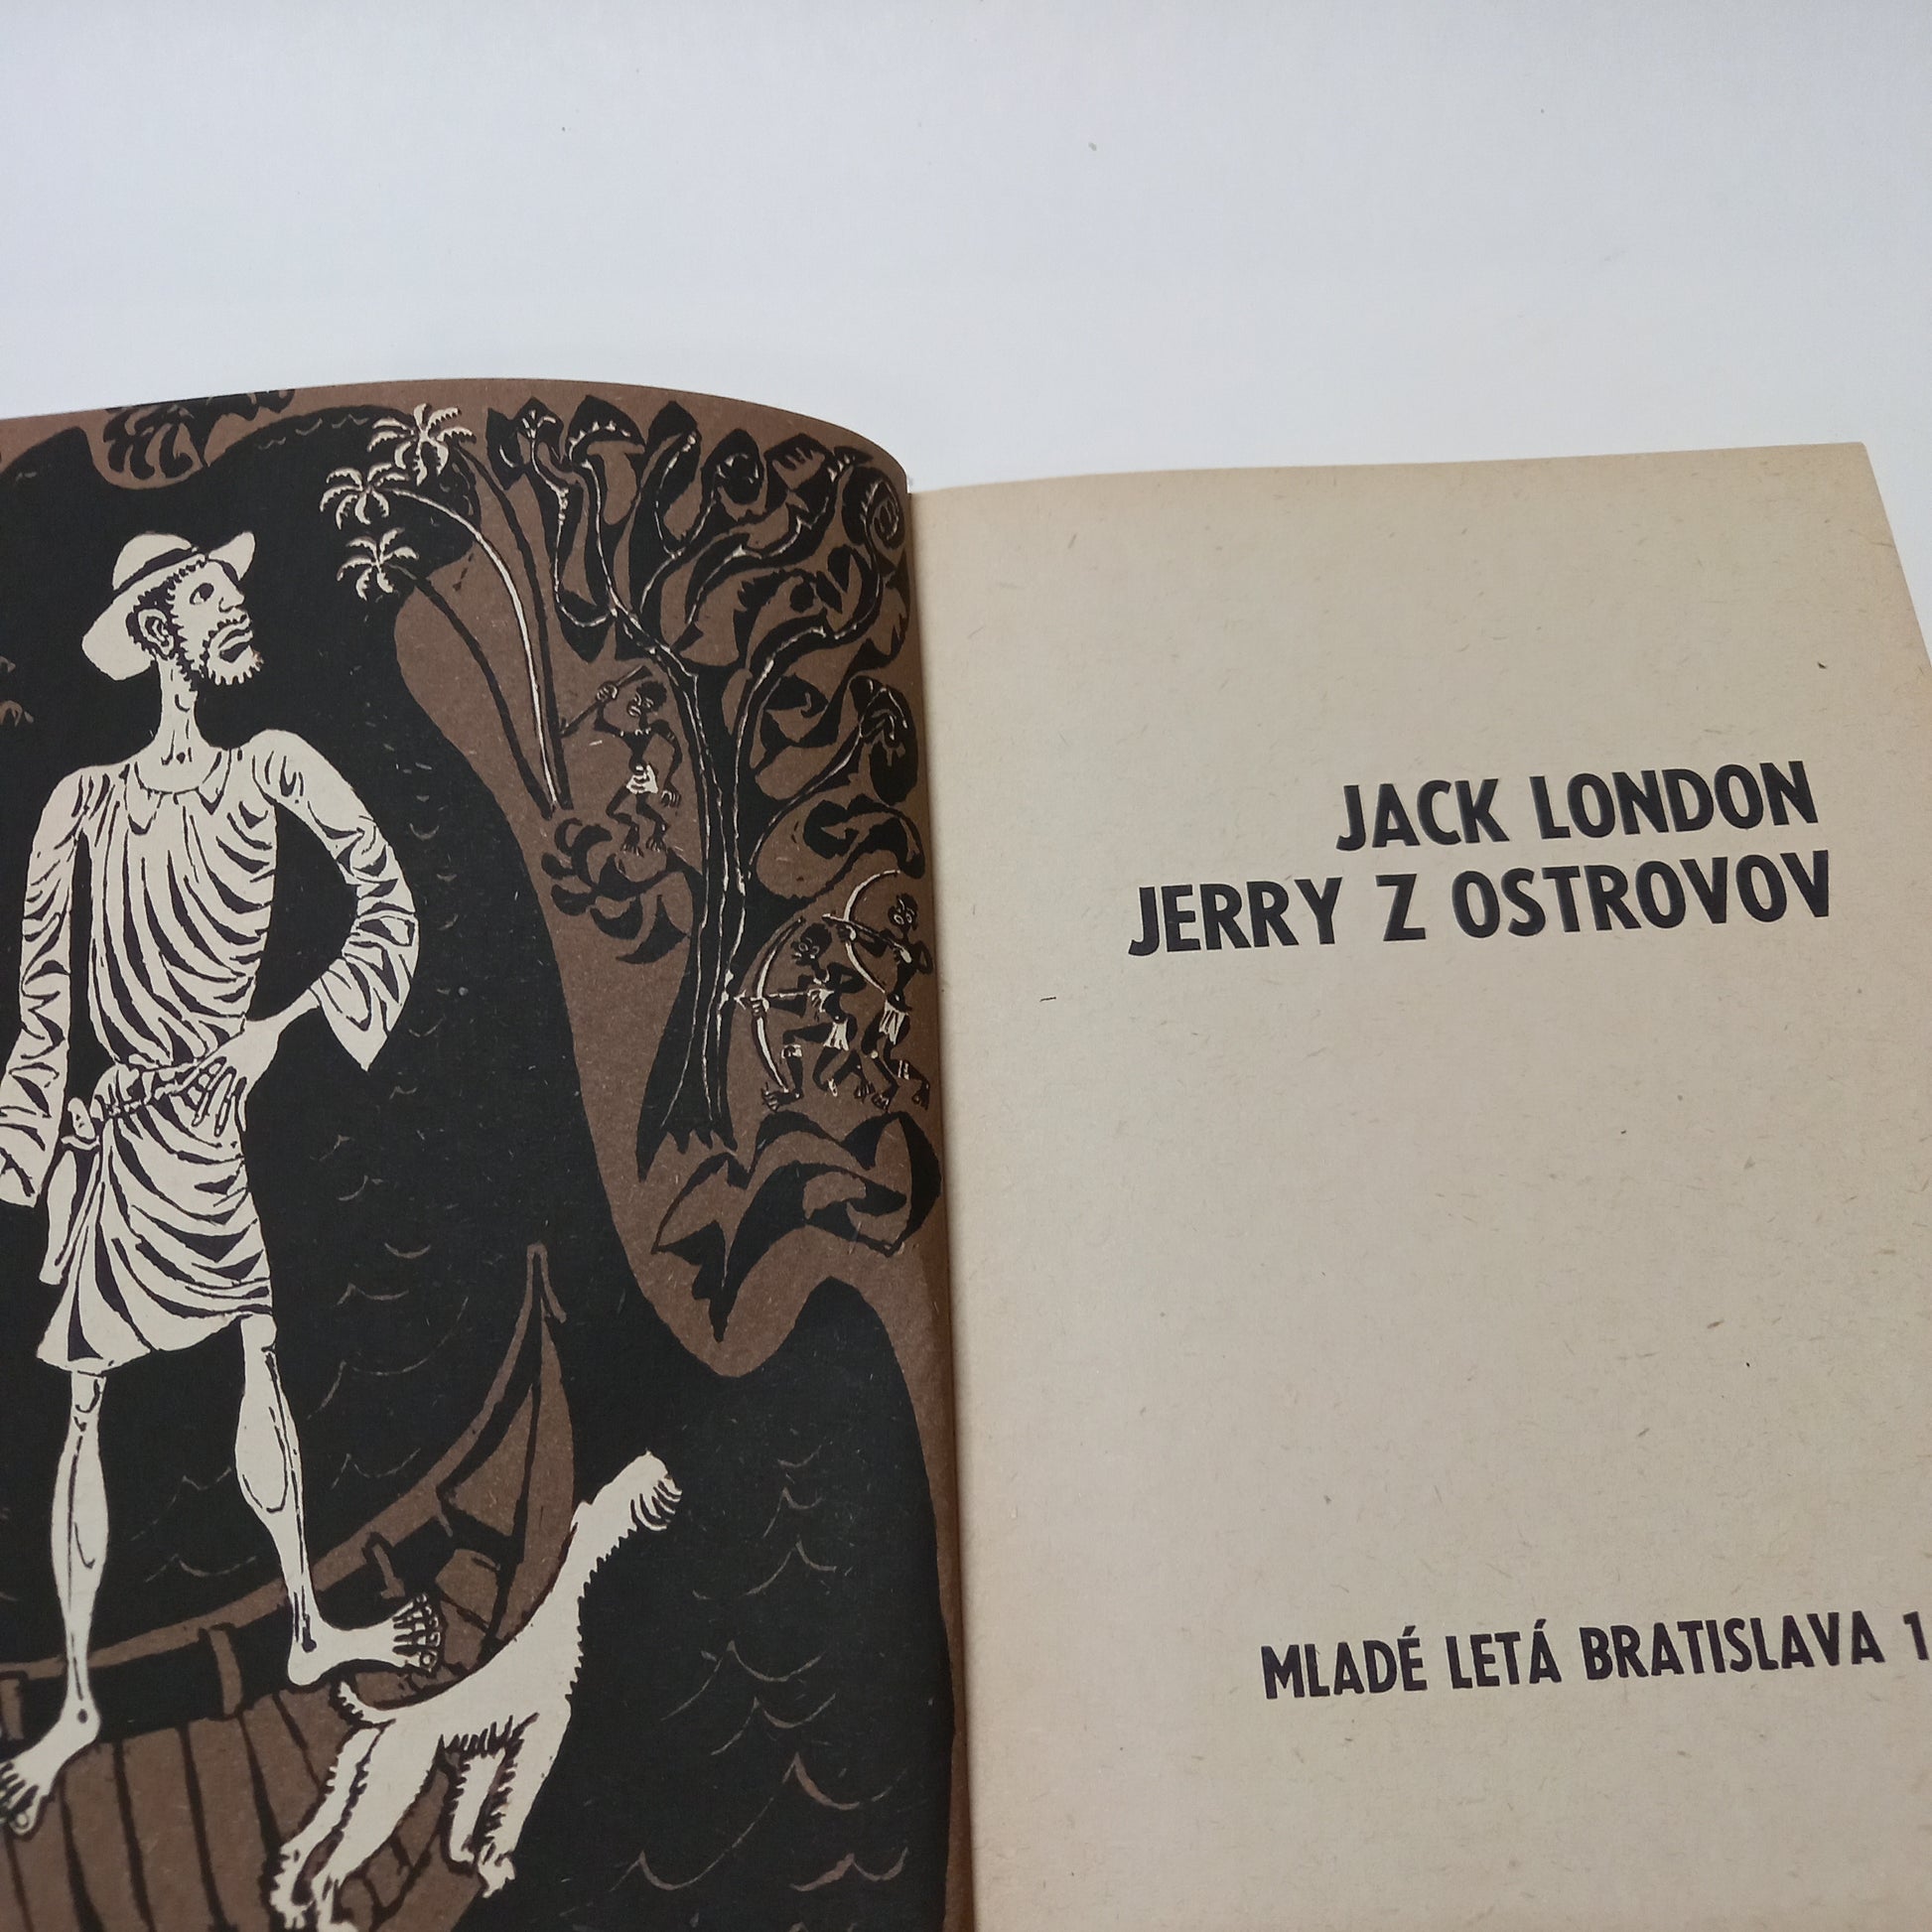 JACK LONDON
JERRY Z OSTROVOV
MLADÉ LETÁ BRATISLAVA 1